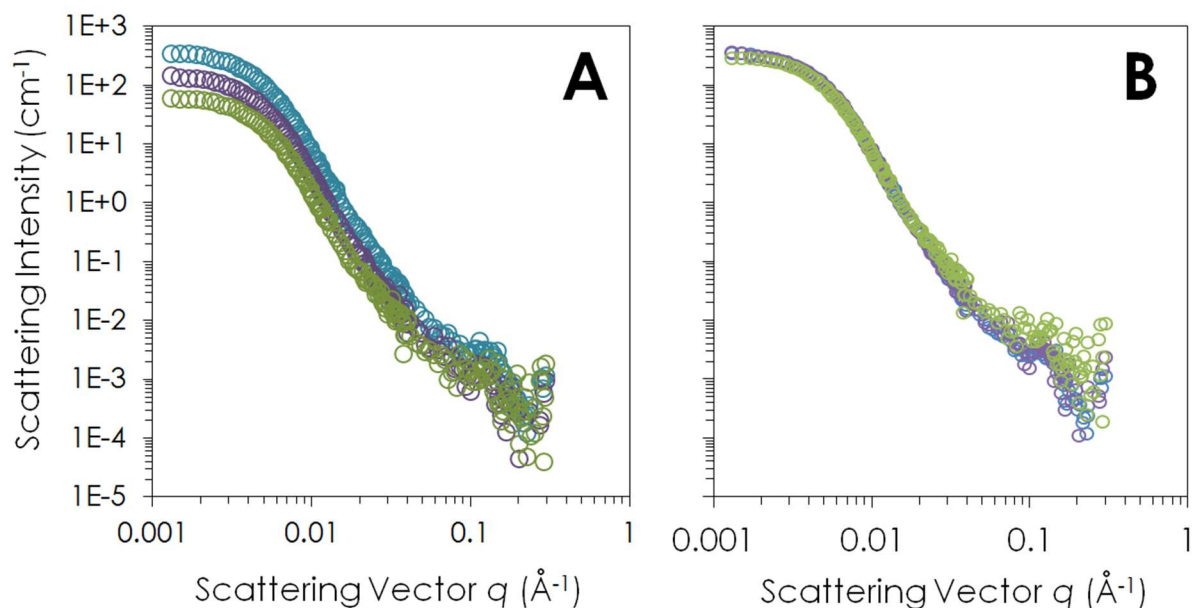 Scattering Intensity (cm-1)
1E+3
1E+2
1E+1
1E+0
1E-1
1E-2
1E-3
1E-4
1E-5
A
0.001 0.01 0.1 1
Scattering Vector q (Å-1)
B
0.001 0.01 0.1 1
Scattering Vector q (Å-1)